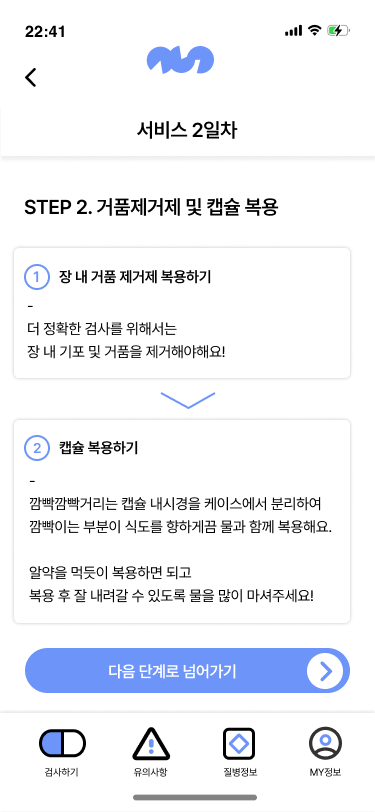 22:41
서비스 2일차
STEP 2. 거품제거제 및 캡슐 복용
1 장 내 거품 제거제 복용하기
-
더 정확한 검사를 위해서는
장 내 기포 및 거품을 제거해야해요!
2 캡슐 복용하기
-
깜빡깜빡거리는 캡슐 내시경을 케이스에서 분리하여
깜빡이는 부분이 식도를 향하게끔 물과 함께 복용해요.
알약을 먹듯이 복용하면 되고
복용 후 잘 내려갈 수 있도록 물을 많이 마셔주세요!
다음 단계로 넘어가기
검사하기 유의사항 질병정보 MY정보